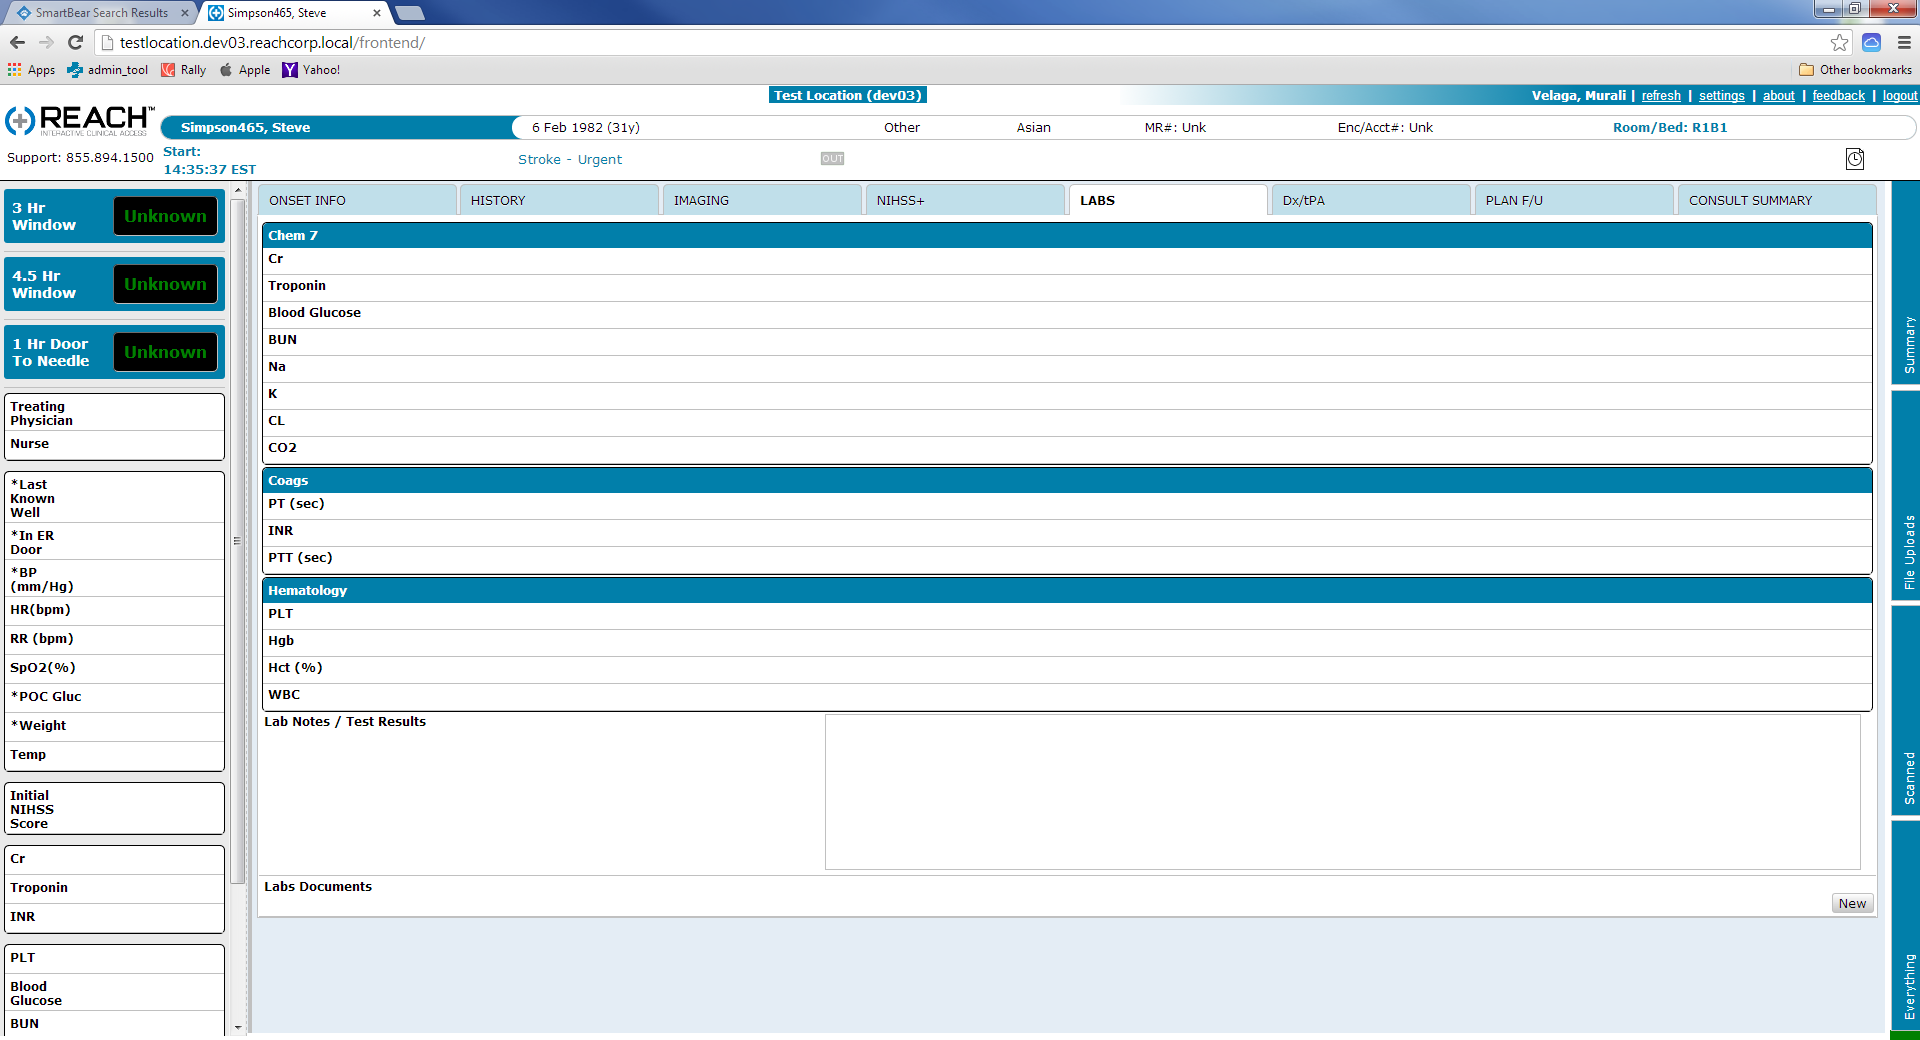 SmartBear Search Results
Simpson465, Steve
testlocation.dev03.reachcorp.local/frontend/
Apps
admin_tool
Rally
Apple
Yahoo!
Other bookmarks
Test Location (dev03)
Velaga, Murali | refresh | settings | about | feedback | logout
REACH™
INTERACTIVE CLINICAL ACCESS
Simpson465, Steve
6 Feb 1982 (31y)
Other
Asian
MR#: Unk
Enc/Acct#: Unk
Room/Bed: R1B1
Support: 855.894.1500
Start:
14:35:37 EST
Stroke - Urgent
OUT
3 Hr
Window
Unknown
4.5 Hr
Window
Unknown
1 Hr Door
To Needle
Unknown
Treating
Physician
Nurse
*Last
Known
Well
*In ER
Door
*BP
(mm/Hg)
HR(bpm)
RR (bpm)
SpO2(%)
*POC Gluc
*Weight
Temp
Initial
NIHSS
Score
Cr
Troponin
INR
PLT
Blood
Glucose
BUN
ONSET INFO
HISTORY
IMAGING
NIHSS+
LABS
Dx/tPA
PLAN F/U
CONSULT SUMMARY
Chem 7
Cr
Troponin
Blood Glucose
BUN
Na
K
CL
CO2
Coags
PT (sec)
INR
PTT (sec)
Hematology
PLT
Hgb
Hct (%)
WBC
Lab Notes / Test Results
Labs Documents
New
Summary
File Uploads
Scanned
Everything